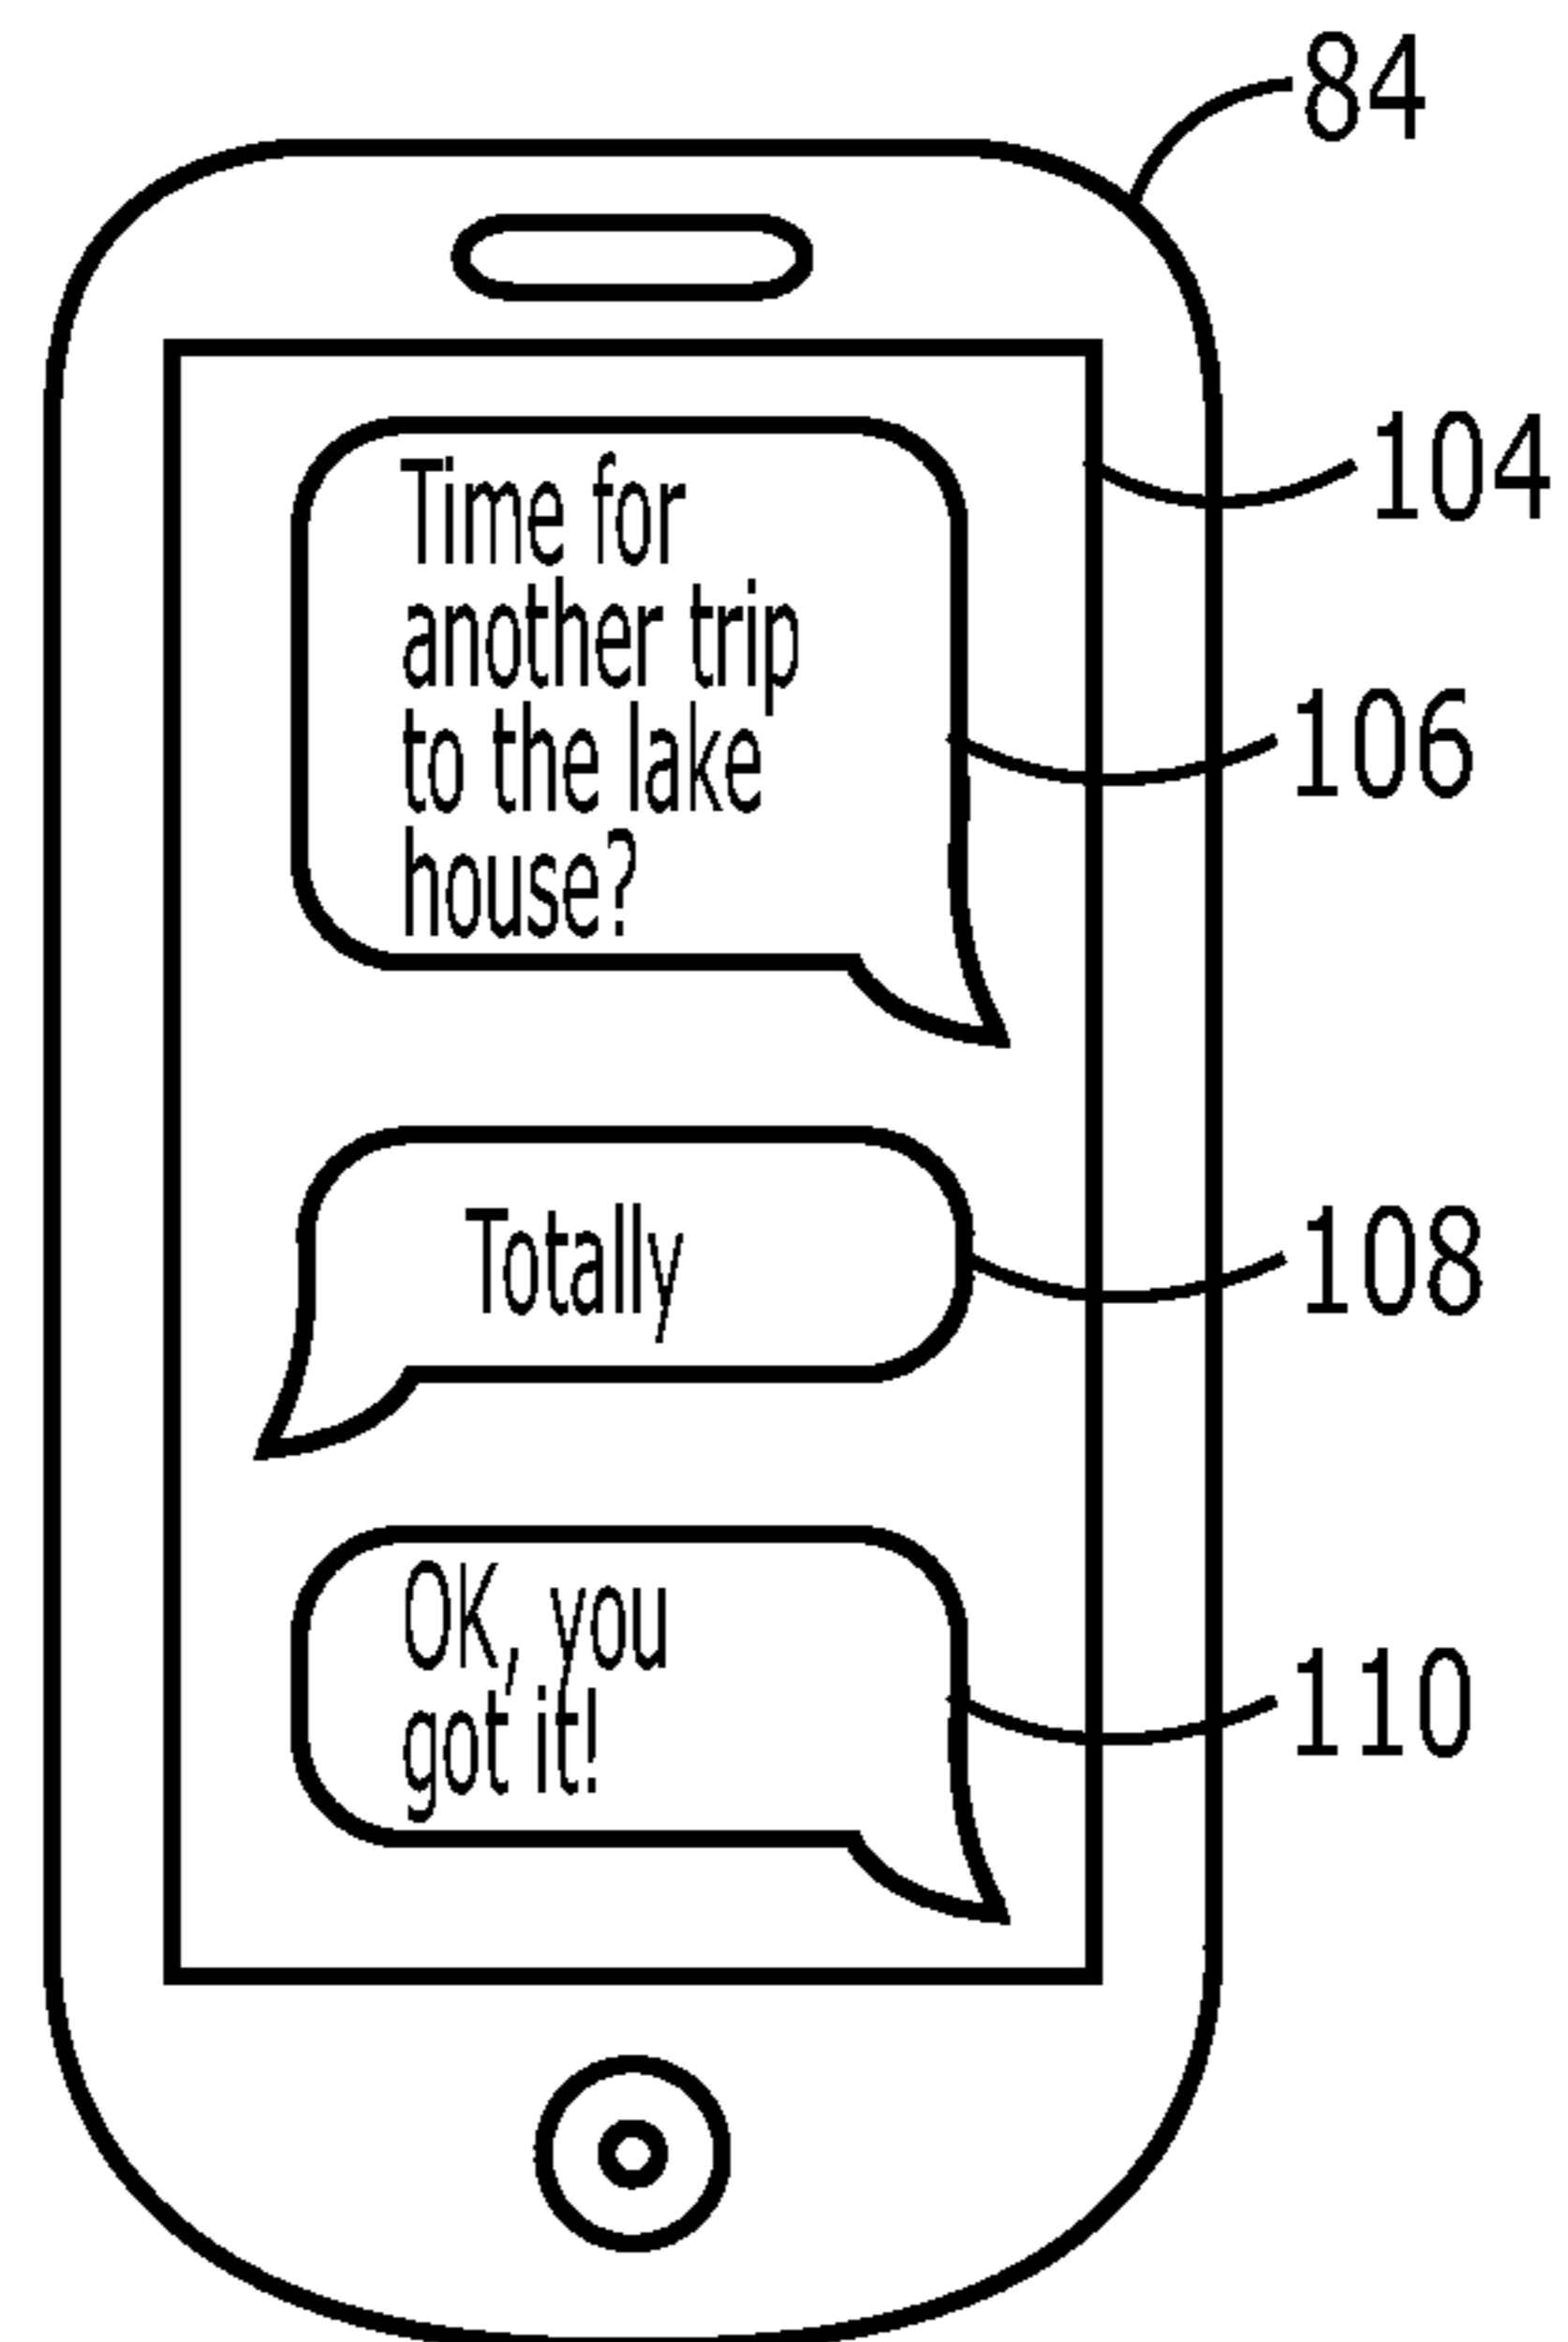 84
104
Time for
another trip
to the lake
house?
106
Totally
108
OK, you
got it!
110